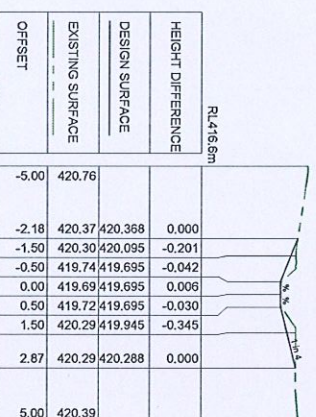 RL416.6m
HEIGHT DIFFERENCE
DESIGN SURFACE
EXISTING SURFACE
OFFSET
-5.00 420.76
-2.18 420.37 420.368 0.000
-1.50 420.30 420.095 -0.201
-0.50 419.74 419.695 -0.042
0.00 419.69 419.695 0.006
0.50 419.72 419.695 -0.030
1.50 420.29 419.945 -0.345
2.87 420.29 420.288 0.000
5.00 420.39
% %
1 in 4